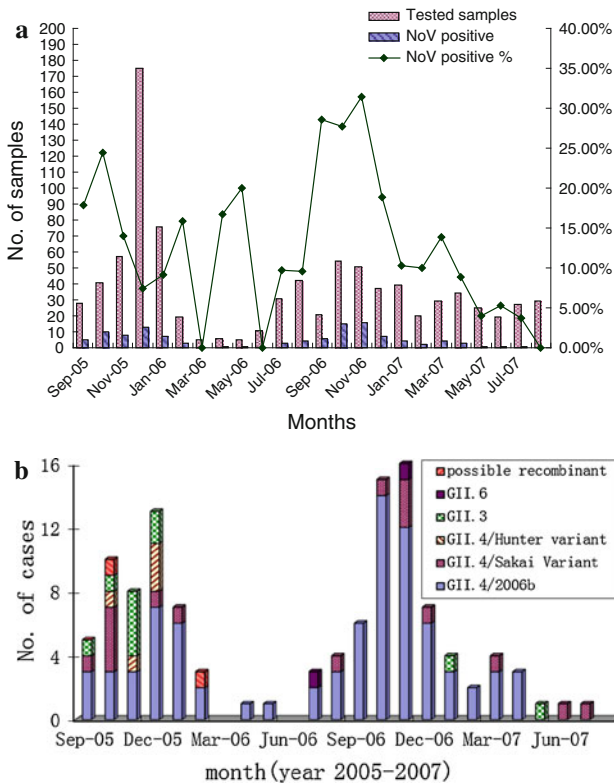 a
Tested samples
NoV positive
NoV positive %
No. of samples
200
190
180
170
160
150
140
130
120
110
100
90
80
70
60
50
40
30
20
10
0
40.00%
35.00%
30.00%
25.00%
20.00%
15.00%
10.00%
5.00%
0.00%
Sep-05
Nov-05
Jan-06
Mar-06
May-06
Jul-06
Sep-06
Nov-06
Jan-07
Mar-07
May-07
Jul-07
Months
b
possible recombinant
GII.6
GII.3
GII.4/Hunter variant
GII.4/Sakai Variant
GII.4/2006b
No. of cases
16
12
8
4
0
Sep-05 Dec-05 Mar-06 Jun-06 Sep-06 Dec-06 Mar-07 Jun-07
month(year 2005-2007)